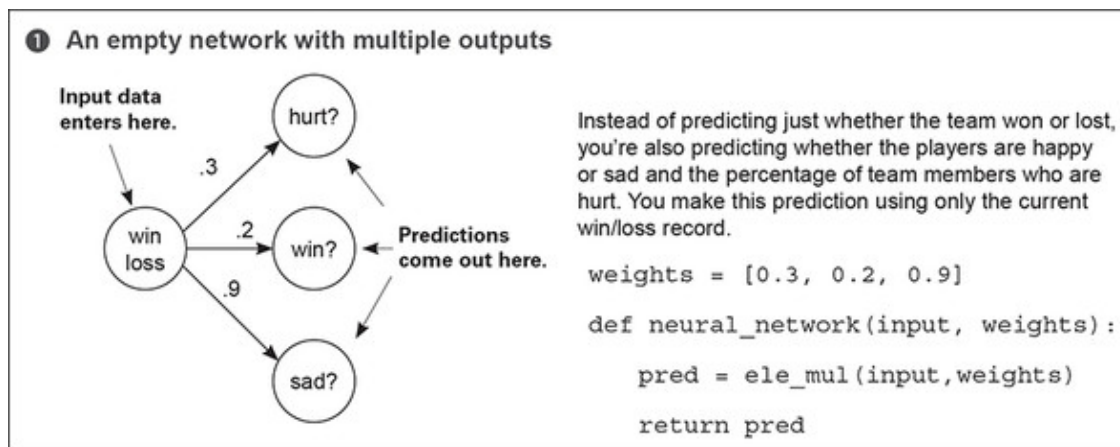 1 An empty network with multiple outputs
Input data
enters here.
hurt?
.3
win
loss
.2
win?
Predictions
come out here.
.9
sad?
Instead of predicting just whether the team won or lost,
you're also predicting whether the players are happy
or sad and the percentage of team members who are
hurt. You make this prediction using only the current
win/loss record.
weights = [0.3, 0.2, 0.9]
def neural_network(input, weights):
pred = ele_mul(input,weights)
return pred